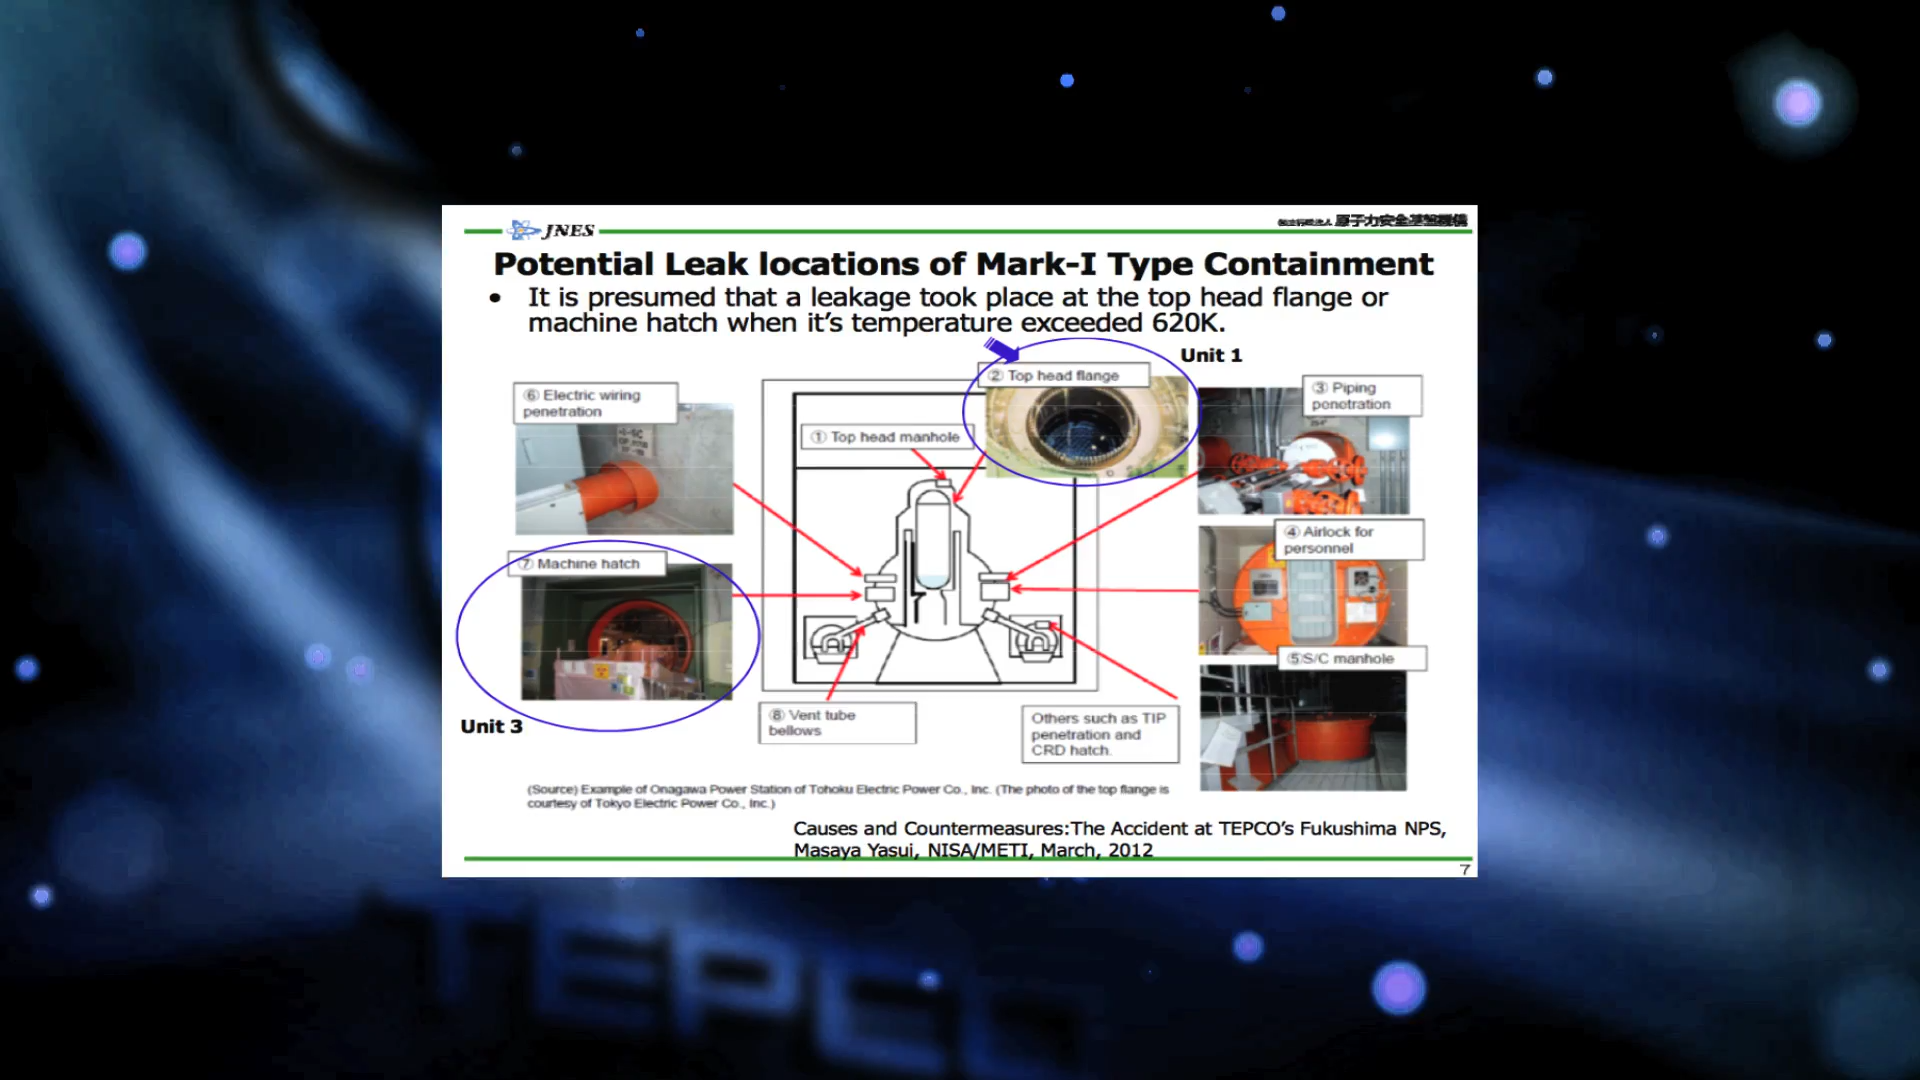 JNES
独立行政法人 原子力安全基盤機構
Potential Leak locations of Mark-I Type Containment
• It is presumed that a leakage took place at the top head flange or
machine hatch when it’s temperature exceeded 620K.
Unit 1
② Top head flange
③ Piping
penetration
⑥ Electric wiring
penetration
① Top head manhole
④ Airlock for
personnel
⑦ Machine hatch
⑤S/C manhole
Unit 3
⑧ Vent tube
bellows
Others such as TIP
penetration and
CRD hatch.
(Source) Example of Onagawa Power Station of Tohoku Electric Power Co., Inc. (The photo of the top flange is
courtesy of Tokyo Electric Power Co., Inc.)
Causes and Countermeasures:The Accident at TEPCO’s Fukushima NPS,
Masaya Yasui, NISA/METI, March, 2012
7
TEPCO